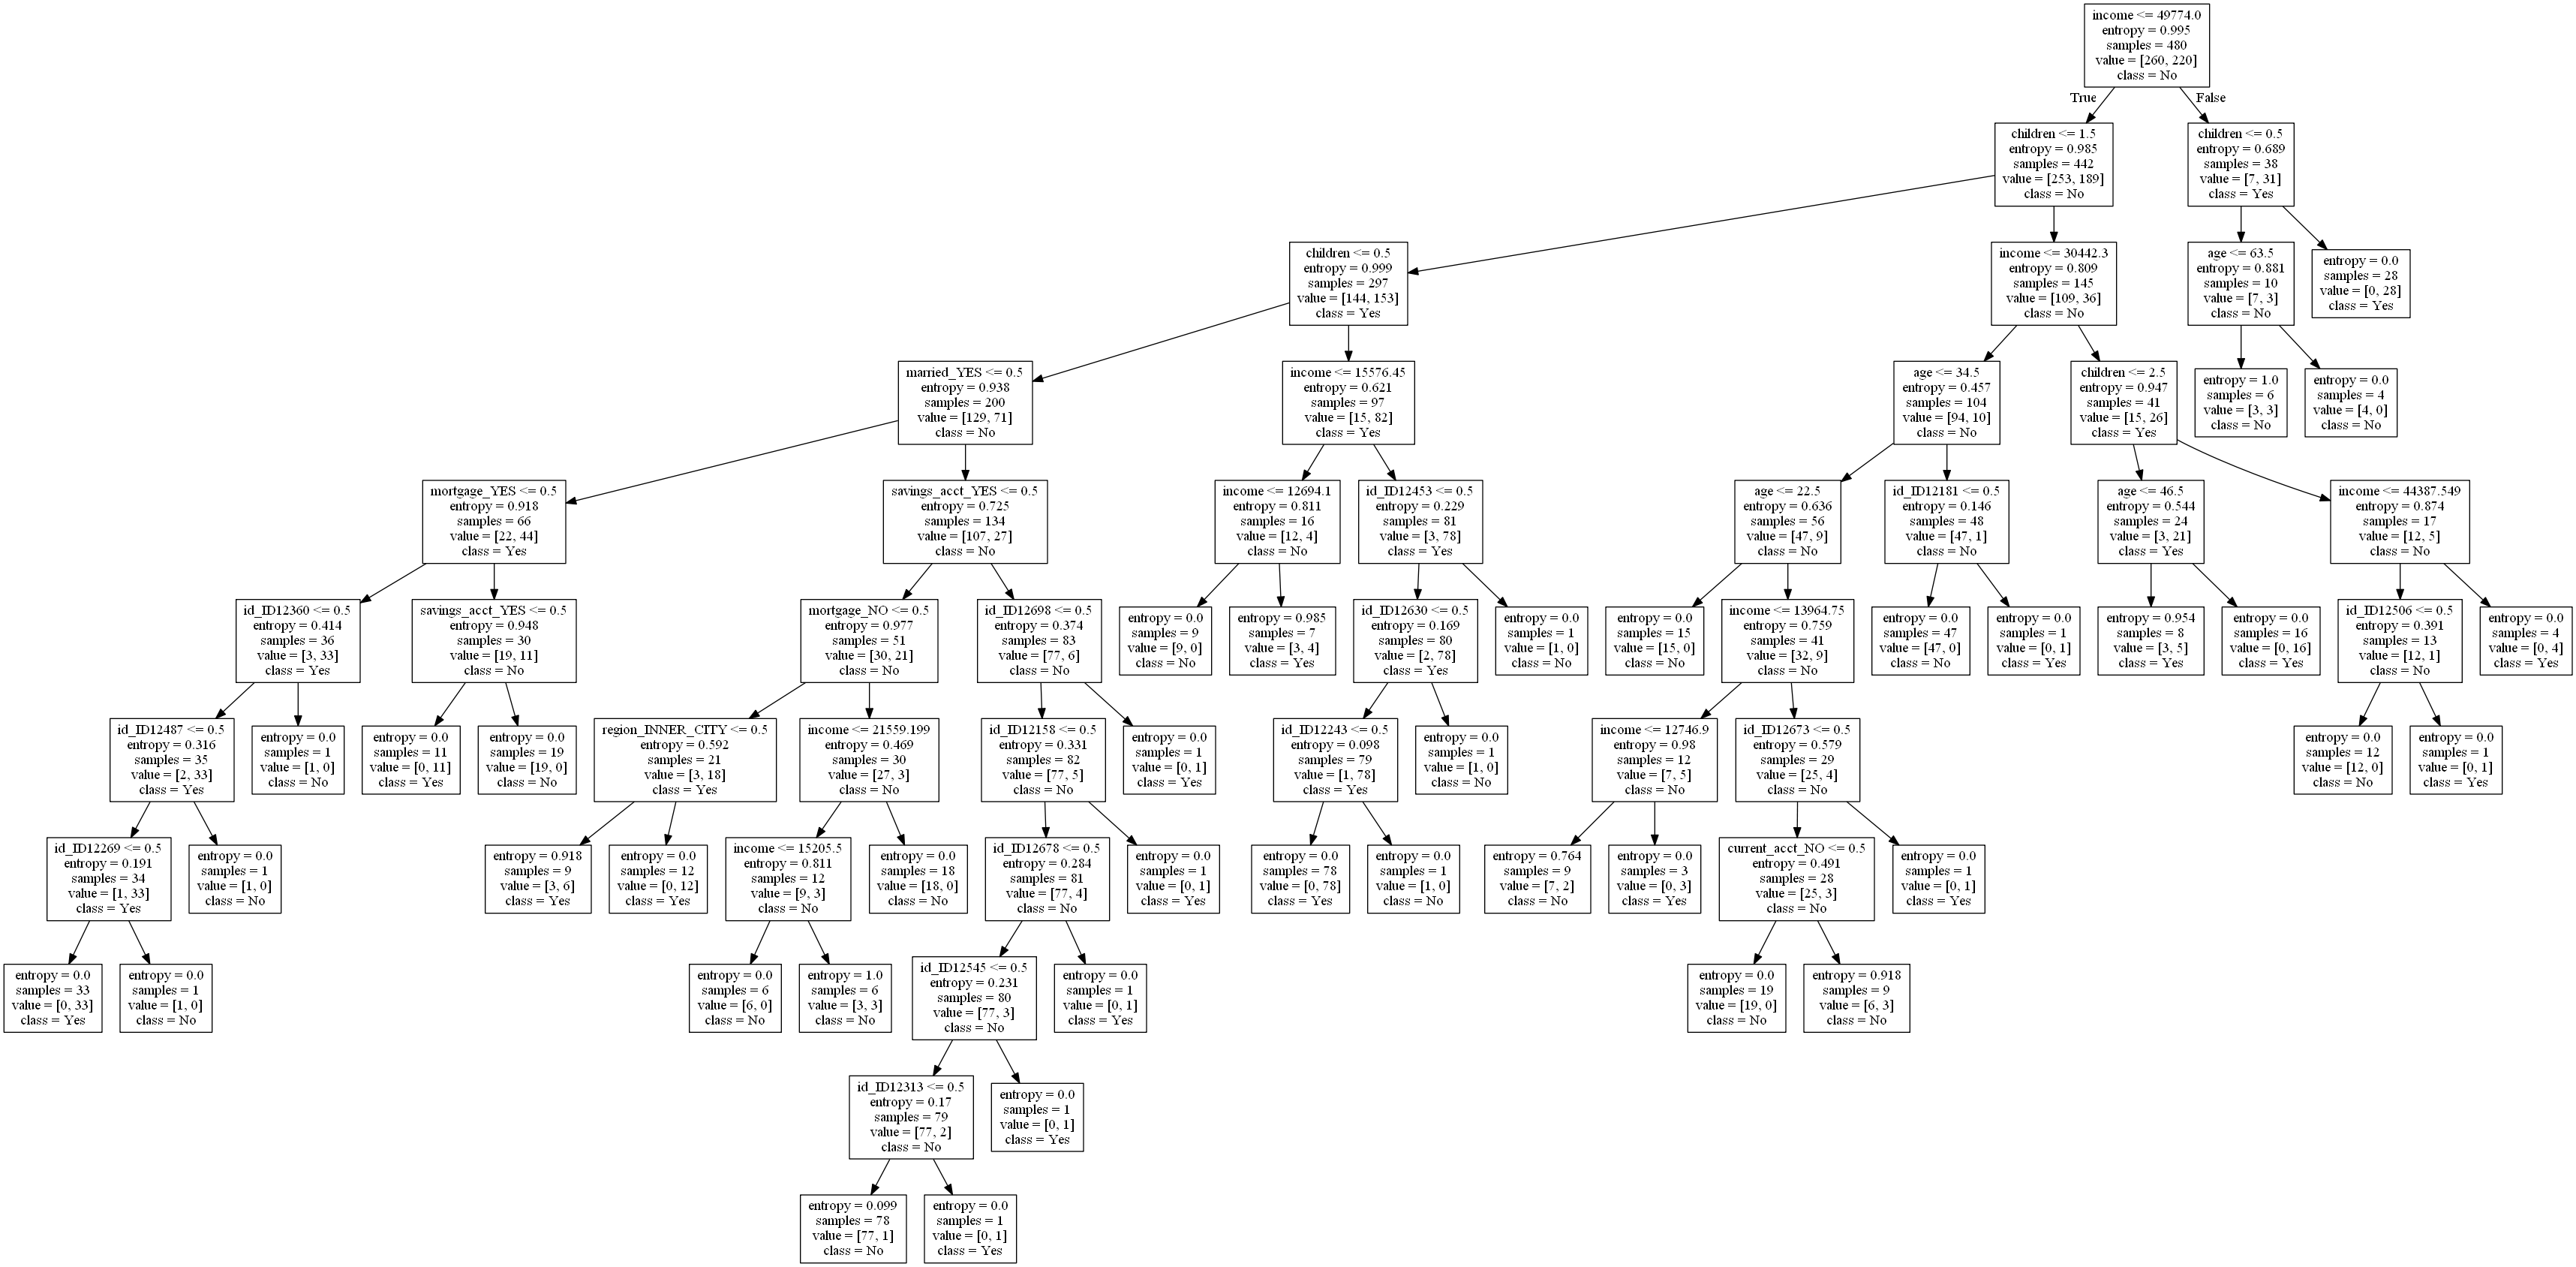 income <= 49774.0
entropy = 0.995
samples = 480
value = [260, 220]
class = No
True
False
children <= 1.5
entropy = 0.985
samples = 442
value = [253, 189]
class = No
children <= 0.5
entropy = 0.689
samples = 38
value = [7, 31]
class = Yes
children <= 0.5
entropy = 0.999
samples = 297
value = [144, 153]
class = Yes
income <= 30442.3
entropy = 0.809
samples = 145
value = [109, 36]
class = No
age <= 63.5
entropy = 0.881
samples = 10
value = [7, 3]
class = No
entropy = 0.0
samples = 28
value = [0, 28]
class = Yes
married_YES <= 0.5
entropy = 0.938
samples = 200
value = [129, 71]
class = No
income <= 15576.45
entropy = 0.621
samples = 97
value = [15, 82]
class = Yes
age <= 34.5
entropy = 0.457
samples = 104
value = [94, 10]
class = No
children <= 2.5
entropy = 0.947
samples = 41
value = [15, 26]
class = Yes
entropy = 1.0
samples = 6
value = [3, 3]
class = No
entropy = 0.0
samples = 4
value = [4, 0]
class = No
mortgage_YES <= 0.5
entropy = 0.918
samples = 66
value = [22, 44]
class = Yes
savings_acct_YES <= 0.5
entropy = 0.725
samples = 134
value = [107, 27]
class = No
income <= 12694.1
entropy = 0.811
samples = 16
value = [12, 4]
class = No
id_ID12453 <= 0.5
entropy = 0.229
samples = 81
value = [3, 78]
class = Yes
age <= 22.5
entropy = 0.636
samples = 56
value = [47, 9]
class = No
id_ID12181 <= 0.5
entropy = 0.146
samples = 48
value = [47, 1]
class = No
age <= 46.5
entropy = 0.544
samples = 24
value = [3, 21]
class = Yes
income <= 44387.549
entropy = 0.874
samples = 17
value = [12, 5]
class = No
id_ID12360 <= 0.5
entropy = 0.414
samples = 36
value = [3, 33]
class = Yes
savings_acct_YES <= 0.5
entropy = 0.948
samples = 30
value = [19, 11]
class = No
mortgage_NO <= 0.5
entropy = 0.977
samples = 51
value = [30, 21]
class = No
id_ID12698 <= 0.5
entropy = 0.374
samples = 83
value = [77, 6]
class = No
entropy = 0.0
samples = 9
value = [9, 0]
class = No
entropy = 0.985
samples = 7
value = [3, 4]
class = Yes
id_ID12630 <= 0.5
entropy = 0.169
samples = 80
value = [2, 78]
class = Yes
entropy = 0.0
samples = 1
value = [1, 0]
class = No
entropy = 0.0
samples = 15
value = [15, 0]
class = No
income <= 13964.75
entropy = 0.759
samples = 41
value = [32, 9]
class = No
entropy = 0.0
samples = 47
value = [47, 0]
class = No
entropy = 0.0
samples = 1
value = [0, 1]
class = Yes
entropy = 0.954
samples = 8
value = [3, 5]
class = Yes
entropy = 0.0
samples = 16
value = [0, 16]
class = Yes
id_ID12506 <= 0.5
entropy = 0.391
samples = 13
value = [12, 1]
class = No
entropy = 0.0
samples = 4
value = [0, 4]
class = Yes
id_ID12487 <= 0.5
entropy = 0.316
samples = 35
value = [2, 33]
class = Yes
entropy = 0.0
samples = 1
value = [1, 0]
class = No
entropy = 0.0
samples = 11
value = [0, 11]
class = Yes
entropy = 0.0
samples = 19
value = [19, 0]
class = No
region_INNER_CITY <= 0.5
entropy = 0.592
samples = 21
value = [3, 18]
class = Yes
income <= 21559.199
entropy = 0.469
samples = 30
value = [27, 3]
class = No
id_ID12158 <= 0.5
entropy = 0.331
samples = 82
value = [77, 5]
class = No
entropy = 0.0
samples = 1
value = [0, 1]
class = Yes
id_ID12243 <= 0.5
entropy = 0.098
samples = 79
value = [1, 78]
class = Yes
entropy = 0.0
samples = 1
value = [1, 0]
class = No
income <= 12746.9
entropy = 0.98
samples = 12
value = [7, 5]
class = No
id_ID12673 <= 0.5
entropy = 0.579
samples = 29
value = [25, 4]
class = No
entropy = 0.0
samples = 12
value = [12, 0]
class = No
entropy = 0.0
samples = 1
value = [0, 1]
class = Yes
id_ID12269 <= 0.5
entropy = 0.191
samples = 34
value = [1, 33]
class = Yes
entropy = 0.0
samples = 1
value = [1, 0]
class = No
entropy = 0.918
samples = 9
value = [3, 6]
class = Yes
entropy = 0.0
samples = 12
value = [0, 12]
class = Yes
income <= 15205.5
entropy = 0.811
samples = 12
value = [9, 3]
class = No
entropy = 0.0
samples = 18
value = [18, 0]
class = No
id_ID12678 <= 0.5
entropy = 0.284
samples = 81
value = [77, 4]
class = No
entropy = 0.0
samples = 1
value = [0, 1]
class = Yes
entropy = 0.0
samples = 78
value = [0, 78]
class = Yes
entropy = 0.0
samples = 1
value = [1, 0]
class = No
entropy = 0.764
samples = 9
value = [7, 2]
class = No
entropy = 0.0
samples = 3
value = [0, 3]
class = Yes
current_acct_NO <= 0.5
entropy = 0.491
samples = 28
value = [25, 3]
class = No
entropy = 0.0
samples = 1
value = [0, 1]
class = Yes
entropy = 0.0
samples = 33
value = [0, 33]
class = Yes
entropy = 0.0
samples = 1
value = [1, 0]
class = No
entropy = 0.0
samples = 6
value = [6, 0]
class = No
entropy = 1.0
samples = 6
value = [3, 3]
class = No
id_ID12545 <= 0.5
entropy = 0.231
samples = 80
value = [77, 3]
class = No
entropy = 0.0
samples = 1
value = [0, 1]
class = Yes
entropy = 0.0
samples = 19
value = [19, 0]
class = No
entropy = 0.918
samples = 9
value = [6, 3]
class = No
id_ID12313 <= 0.5
entropy = 0.17
samples = 79
value = [77, 2]
class = No
entropy = 0.0
samples = 1
value = [0, 1]
class = Yes
entropy = 0.099
samples = 78
value = [77, 1]
class = No
entropy = 0.0
samples = 1
value = [0, 1]
class = Yes